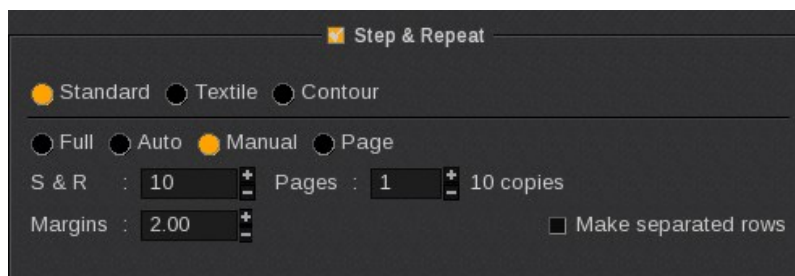 Step & Repeat
Standard Textile Contour
Full Auto Manual Page
S & R : 10 Pages : 1 10 copies
Margins : 2.00 Make separated rows